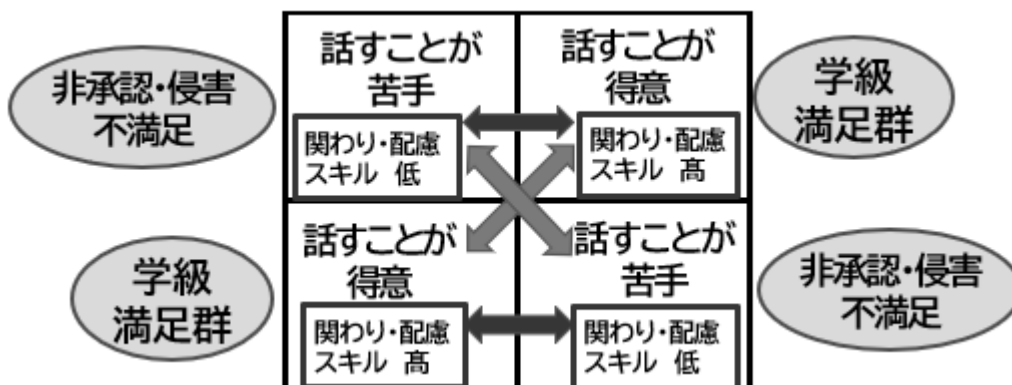 非承認・侵害
不満足
話すことが
苦手
関わり・配慮
スキル 低
話すことが
得意
関わり・配慮
スキル 髙
学級
満足群
学級
満足群
話すことが
得意
関わり・配慮
スキル 髙
話すことが
苦手
関わり・配慮
スキル 低
非承認・侵害
不満足